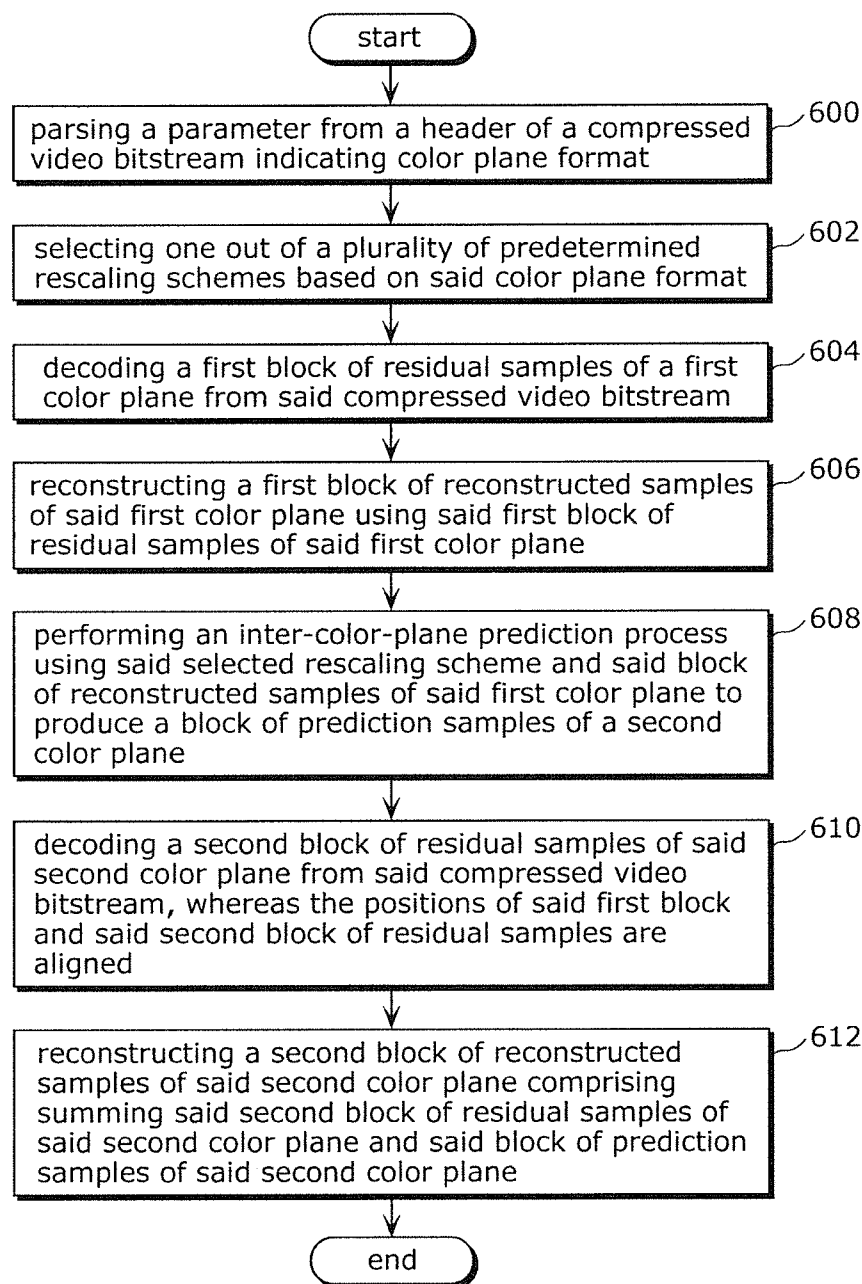 start
600
parsing a parameter from a header of a compressed
video bitstream indicating color plane format
602
selecting one out of a plurality of predetermined
rescaling schemes based on said color plane format
604
decoding a first block of residual samples of a first
color plane from said compressed video bitstream
606
reconstructing a first block of reconstructed samples
of said first color plane using said first block of
residual samples of said first color plane
608
performing an inter-color-plane prediction process
using said selected rescaling scheme and said block
of reconstructed samples of said first color plane to
produce a block of prediction samples of a second
color plane
610
decoding a second block of residual samples of said
second color plane from said compressed video
bitstream, whereas the positions of said first block
and said second block of residual samples are
aligned
612
reconstructing a second block of reconstructed
samples of said second color plane comprising
summing said second block of residual samples of
said second color plane and said block of prediction
samples of said second color plane
end